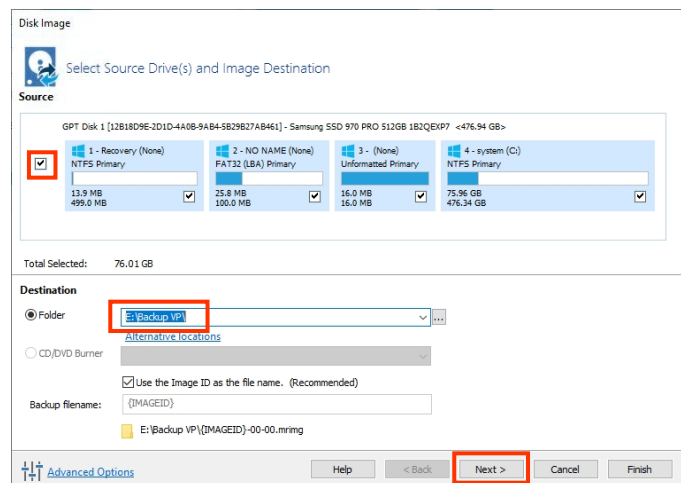 Disk Image
Select Source Drive(s) and Image Destination
Source
GPT Disk 1 [12B18D9E-2D1D-4A0B-9AB4-5B29B27AB461] - Samsung SSD 970 PRO 512GB 1B2QEXP7 <476.94 GB>
1 - Recovery (None)
NTFS Primary
13.9 MB
499.0 MB
2 - NO NAME (None)
FAT32 (LBA) Primary
25.8 MB
100.0 MB
3 - (None)
Unformatted Primary
16.0 MB
16.0 MB
4 - system (C:)
NTFS Primary
75.96 GB
476.34 GB
Total Selected: 76.01 GB
Destination
Folder
E:\Backup VP\
...
Alternative locations
CD/DVD Burner
Use the Image ID as the file name. (Recommended)
Backup filename: {IMAGEID}
E:\Backup VP\{IMAGEID}-00-00.mrimg
Advanced Options
Help
< Back
Next >
Cancel
Finish